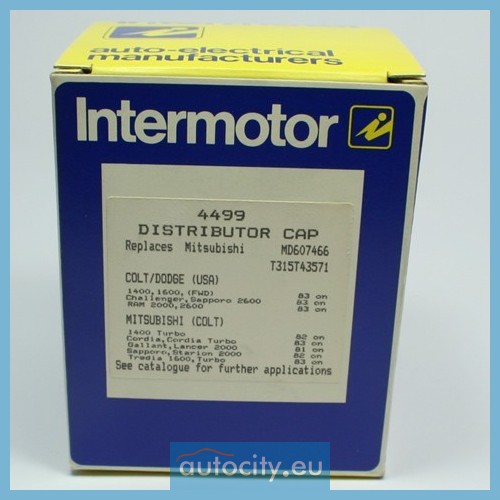 auto-electrical
manufacturers
Intermotor
4499
DISTRIBUTOR CAP
Replaces Mitsubishi MD607466
T315T43571
COLT/DODGE (USA)
1400,1600,(FWD) 83 on
Challenger,Sapporo 2600 83 on
RAM 2000,2600 83 on
MITSUBISHI (COLT)
1400 Turbo 82 on
Cordia,Cordia Turbo 83 on
Gallant,Lancer 2000 81 on
Sapporo,Starion 2000 82 on
Tredia 1600,Turbo 83 on
See catalogue for further applications
autocity.eu